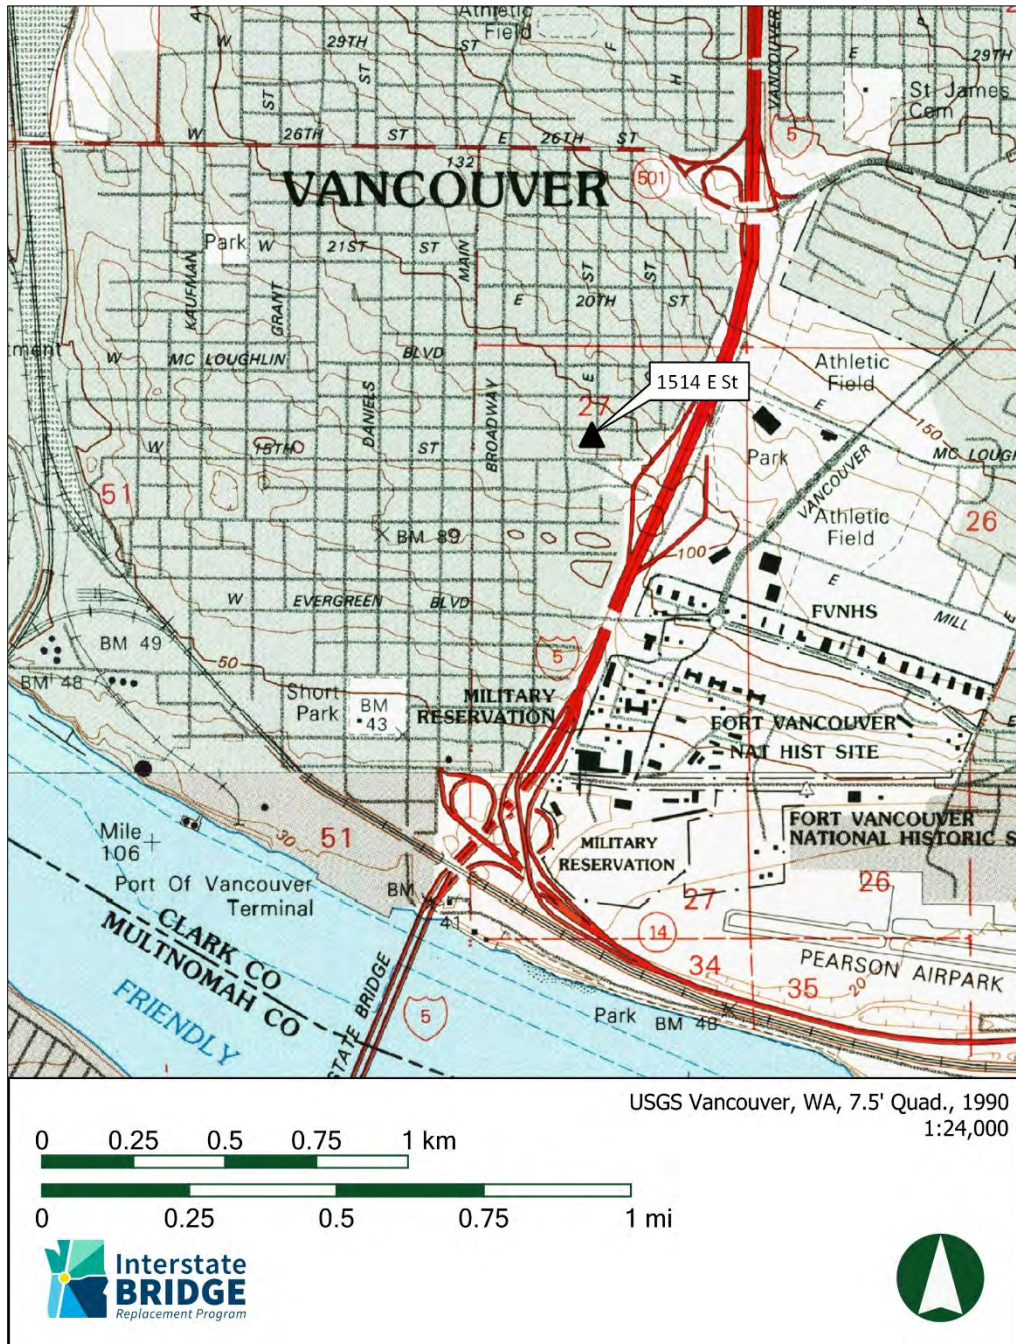 Athletic
Field
29TH
ST
W
ST
F
H
VANCOUVER
E
29TH
St James
Cem
W
26TH
ST
E
26TH
ST
5
132
501
VANCOUVER
Park
W
21ST
ST
MAIN
ST
ST
KAUFMAN
GRANT
E
20TH
ST
W
MC LOUGHLIN
BLVD
DANIELS
BROADWAY
E
1514 E St
Athletic
Field
E
27
W
15TH
ST
Park
VANCOUVER
150
MC LOUGH
51
Athletic
Field
26
BM 89
100
E
MILL
FVNHS
W
EVERGREEN
BLVD
BM 49
50
5
BM 48
Short
Park
BM
43
MILITARY
RESERVATION
FORT VANCOUVER
NAT HIST SITE
Mile
106
30
51
MILITARY
RESERVATION
FORT VANCOUVER
NATIONAL HISTORIC S
Port Of Vancouver
Terminal
BM
41
27
26
CLARK CO
MULTNOMAH CO
14
34
35
PEARSON AIRPARK
20
FRIENDLY
STATE BRIDGE
5
Park
BM 48
USGS Vancouver, WA, 7.5' Quad., 1990
1:24,000
0 0.25 0.5 0.75 1 km
0 0.25 0.5 0.75 1 mi
Interstate
BRIDGE
Replacement Program